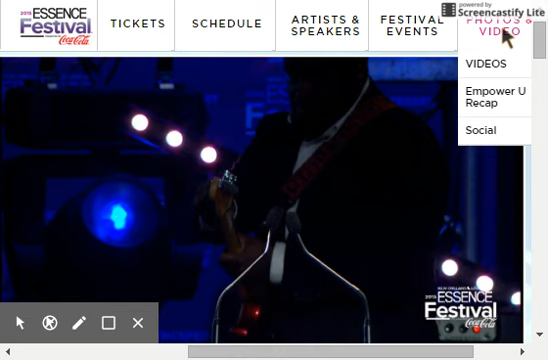 powered by
Screencastify Lite
2015 ESSENCE
Festival
Coca-Cola
TICKETS
SCHEDULE
ARTISTS &
SPEAKERS
FESTIVAL
EVENTS
PHOTOS &
VIDEO
VIDEOS
Empower U
Recap
Social
NEW ORLEANS
2015 ESSENCE
Festival
Coca-Cola